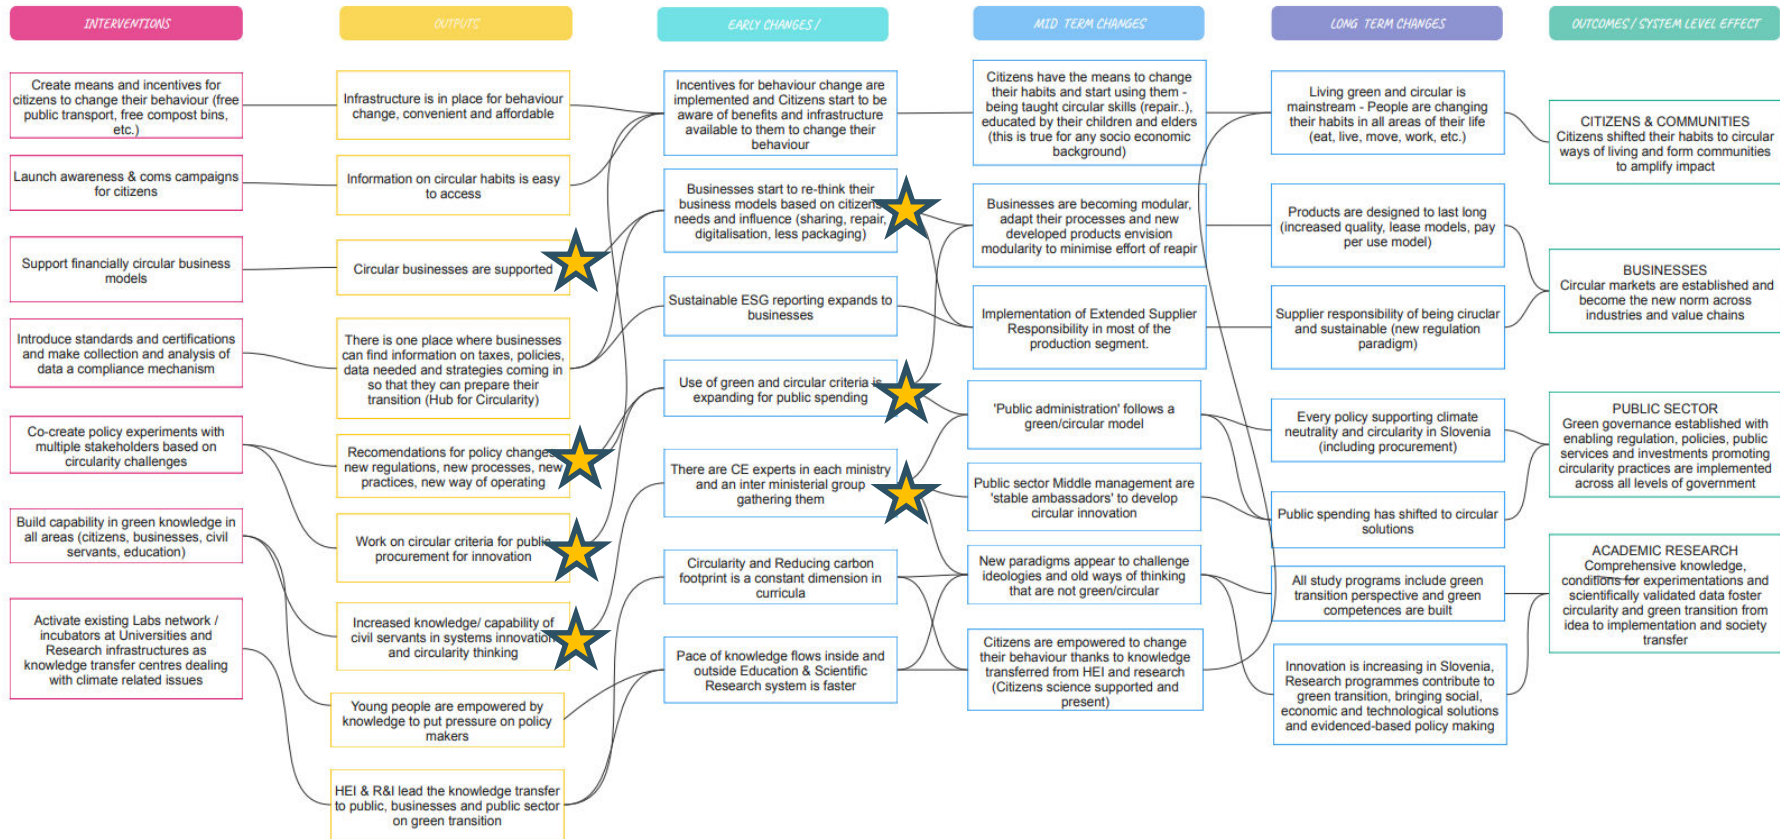 INTERVENTIONS
OUTPUTS
EARLY CHANGES /
MID TERM CHANGES
LONG TERM CHANGES
OUTCOMES / SYSTEM LEVEL EFFECT
Create means and incentives for
citizens to change their behaviour (free
public transport, free compost bins,
etc.)
Launch awareness & coms campaigns
for citizens
Support financially circular business
models
Introduce standards and certifications
and make collection and analysis of
data a compliance mechanism
Co-create policy experiments with
multiple stakeholders based on
circularity challenges
Build capability in green knowledge in
all areas (citizens, businesses, civil
servants, education)
Activate existing Labs network /
incubators at Universities and
Research infrastructures as
knowledge transfer centres dealing
with climate related issues
Infrastructure is in place for behaviour
change, convenient and affordable
Information on circular habits is easy
to access
Circular businesses are supported
There is one place where businesses
can find information on taxes, policies,
data needed and strategies coming in
so that they can prepare their
transition (Hub for Circularity)
Recomendations for policy changes,
new regulations, new processes, new
practices, new way of operating
Work on circular criteria for public
procurement for innovation
Increased knowledge/ capability of
civil servants in systems innovation
and circularity thinking
Young people are empowered by
knowledge to put pressure on policy
makers
HEI & R&I lead the knowledge transfer
to public, businesses and public sector
on green transition
Incentives for behaviour change are
implemented and Citizens start to be
aware of benefits and infrastructure
available to them to change their
behaviour
Businesses start to re-think their
business models based on citizens
needs and influence (sharing, repair,
digitalisation, less packaging)
Sustainable ESG reporting expands to
businesses
Use of green and circular criteria is
expanding for public spending
There are CE experts in each ministry
and an inter ministerial group
gathering them
Circularity and Reducing carbon
footprint is a constant dimension in
curricula
Pace of knowledge flows inside and
outside Education & Scientific
Research system is faster
Citizens have the means to change
their habits and start using them -
being taught circular skills (repair..),
educated by their children and elders
(this is true for any socio economic
background)
Businesses are becoming modular,
adapt their processes and new
developed products envision
modularity to minimise effort of reapir
Implementation of Extended Supplier
Responsibility in most of the
production segment.
'Public administration' follows a
green/circular model
Public sector Middle management are
'stable ambassadors' to develop
circular innovation
New paradigms appear to challenge
ideologies and old ways of thinking
that are not green/circular
Citizens are empowered to change
their behaviour thanks to knowledge
transferred from HEI and research
(Citizens science supported and
present)
Living green and circular is
mainstream - People are changing
their habits in all areas of their life
(eat, live, move, work, etc.)
Products are designed to last long
(increased quality, lease models, pay
per use model)
Supplier responsibility of being ciruclar
and sustainable (new regulation
paradigm)
Every policy supporting climate
neutrality and circularity in Slovenia
(including procurement)
Public spending has shifted to circular
solutions
All study programs include green
transition perspective and green
competences are built
Innovation is increasing in Slovenia,
Research programmes contribute to
green transition, bringing social,
economic and technological solutions
and evidenced-based policy making
CITIZENS & COMMUNITIES
Citizens shifted their habits to circular
ways of living and form communities
to amplify impact
BUSINESSES
Circular markets are established and
become the new norm across
industries and value chains
PUBLIC SECTOR
Green governance established with
enabling regulation, policies, public
services and investments promoting
circularity practices are implemented
across all levels of government
ACADEMIC RESEARCH
Comprehensive knowledge,
conditions for experimentations and
scientifically validated data foster
circularity and green transition from
idea to implementation and society
transfer